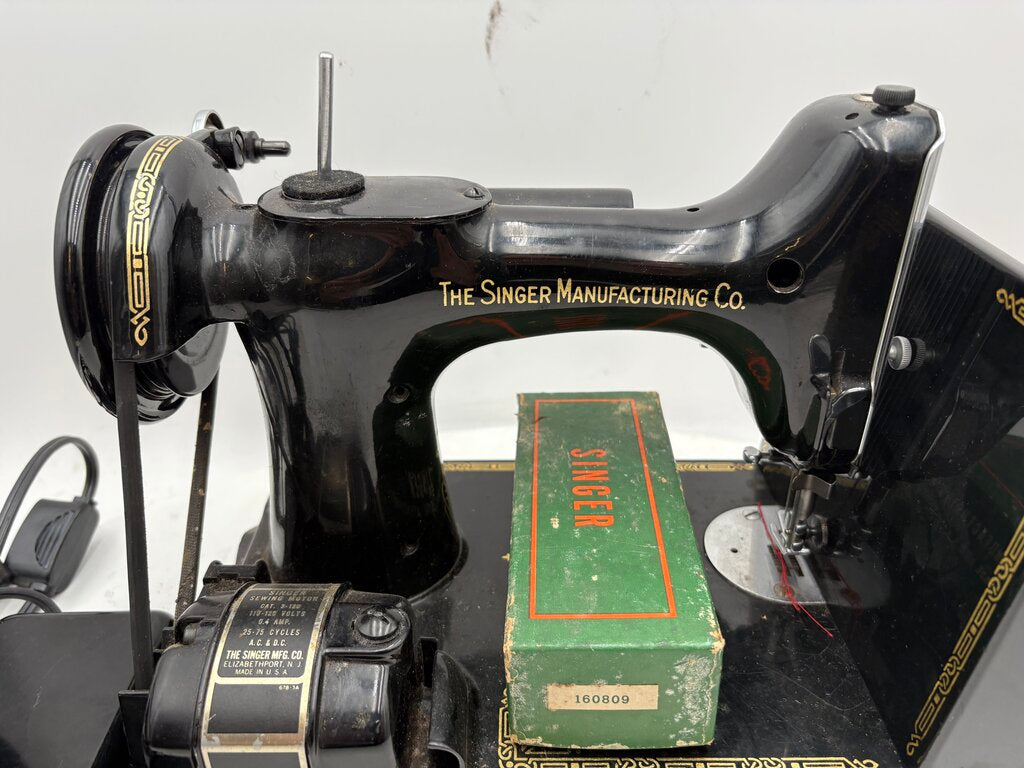 THE SINGER MANUFACTURING CO.
SINGER
160809
SINGER
SEWING MOTOR
CAT. 3-120
110-120 VOLTS
0.4 AMP.
25-75 CYCLES
A.C. & D.C.
THE SINGER MFG. CO.
ELIZABETHPORT, N. J.
MADE IN U S A